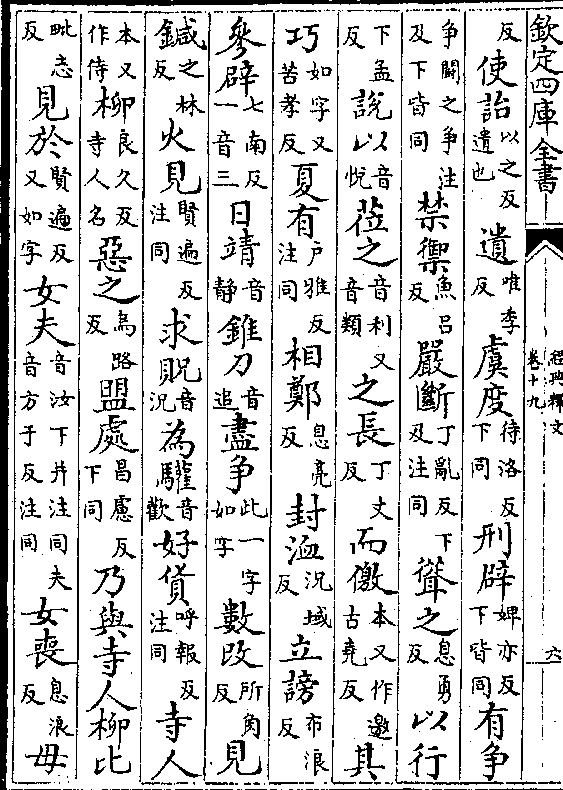 欽定四庫全書
經典釋文
卷十九
六
反使詒以之反遺也遺唯季反虞度待洛反下同刑辟婢亦反下皆同有爭
爭鬭之爭注及下皆同禁禦魚呂反嚴斷丁亂反下及注同聳之息勇反以行
下孟反說以音悅莅之音利又音類之長丁丈反而儌本又作邀古堯反其
巧如字又苦孝反夏有戶雅反注同相鄭息亮反封洫況域反立謗布浪反
參辟七南反一音三日靖音靜錐刀音追盡爭此一字如字數改所角反見
鍼之林反火見賢遍反注同求貺音況為驩音歡好貨呼報反注同寺人
本又作侍柳良久反寺人名惡之烏路反盟處昌慮反下同乃與寺人柳比
毗志反見於賢遍反又如字女夫音汝下幷注同夫音方于反注同女喪息浪反毋